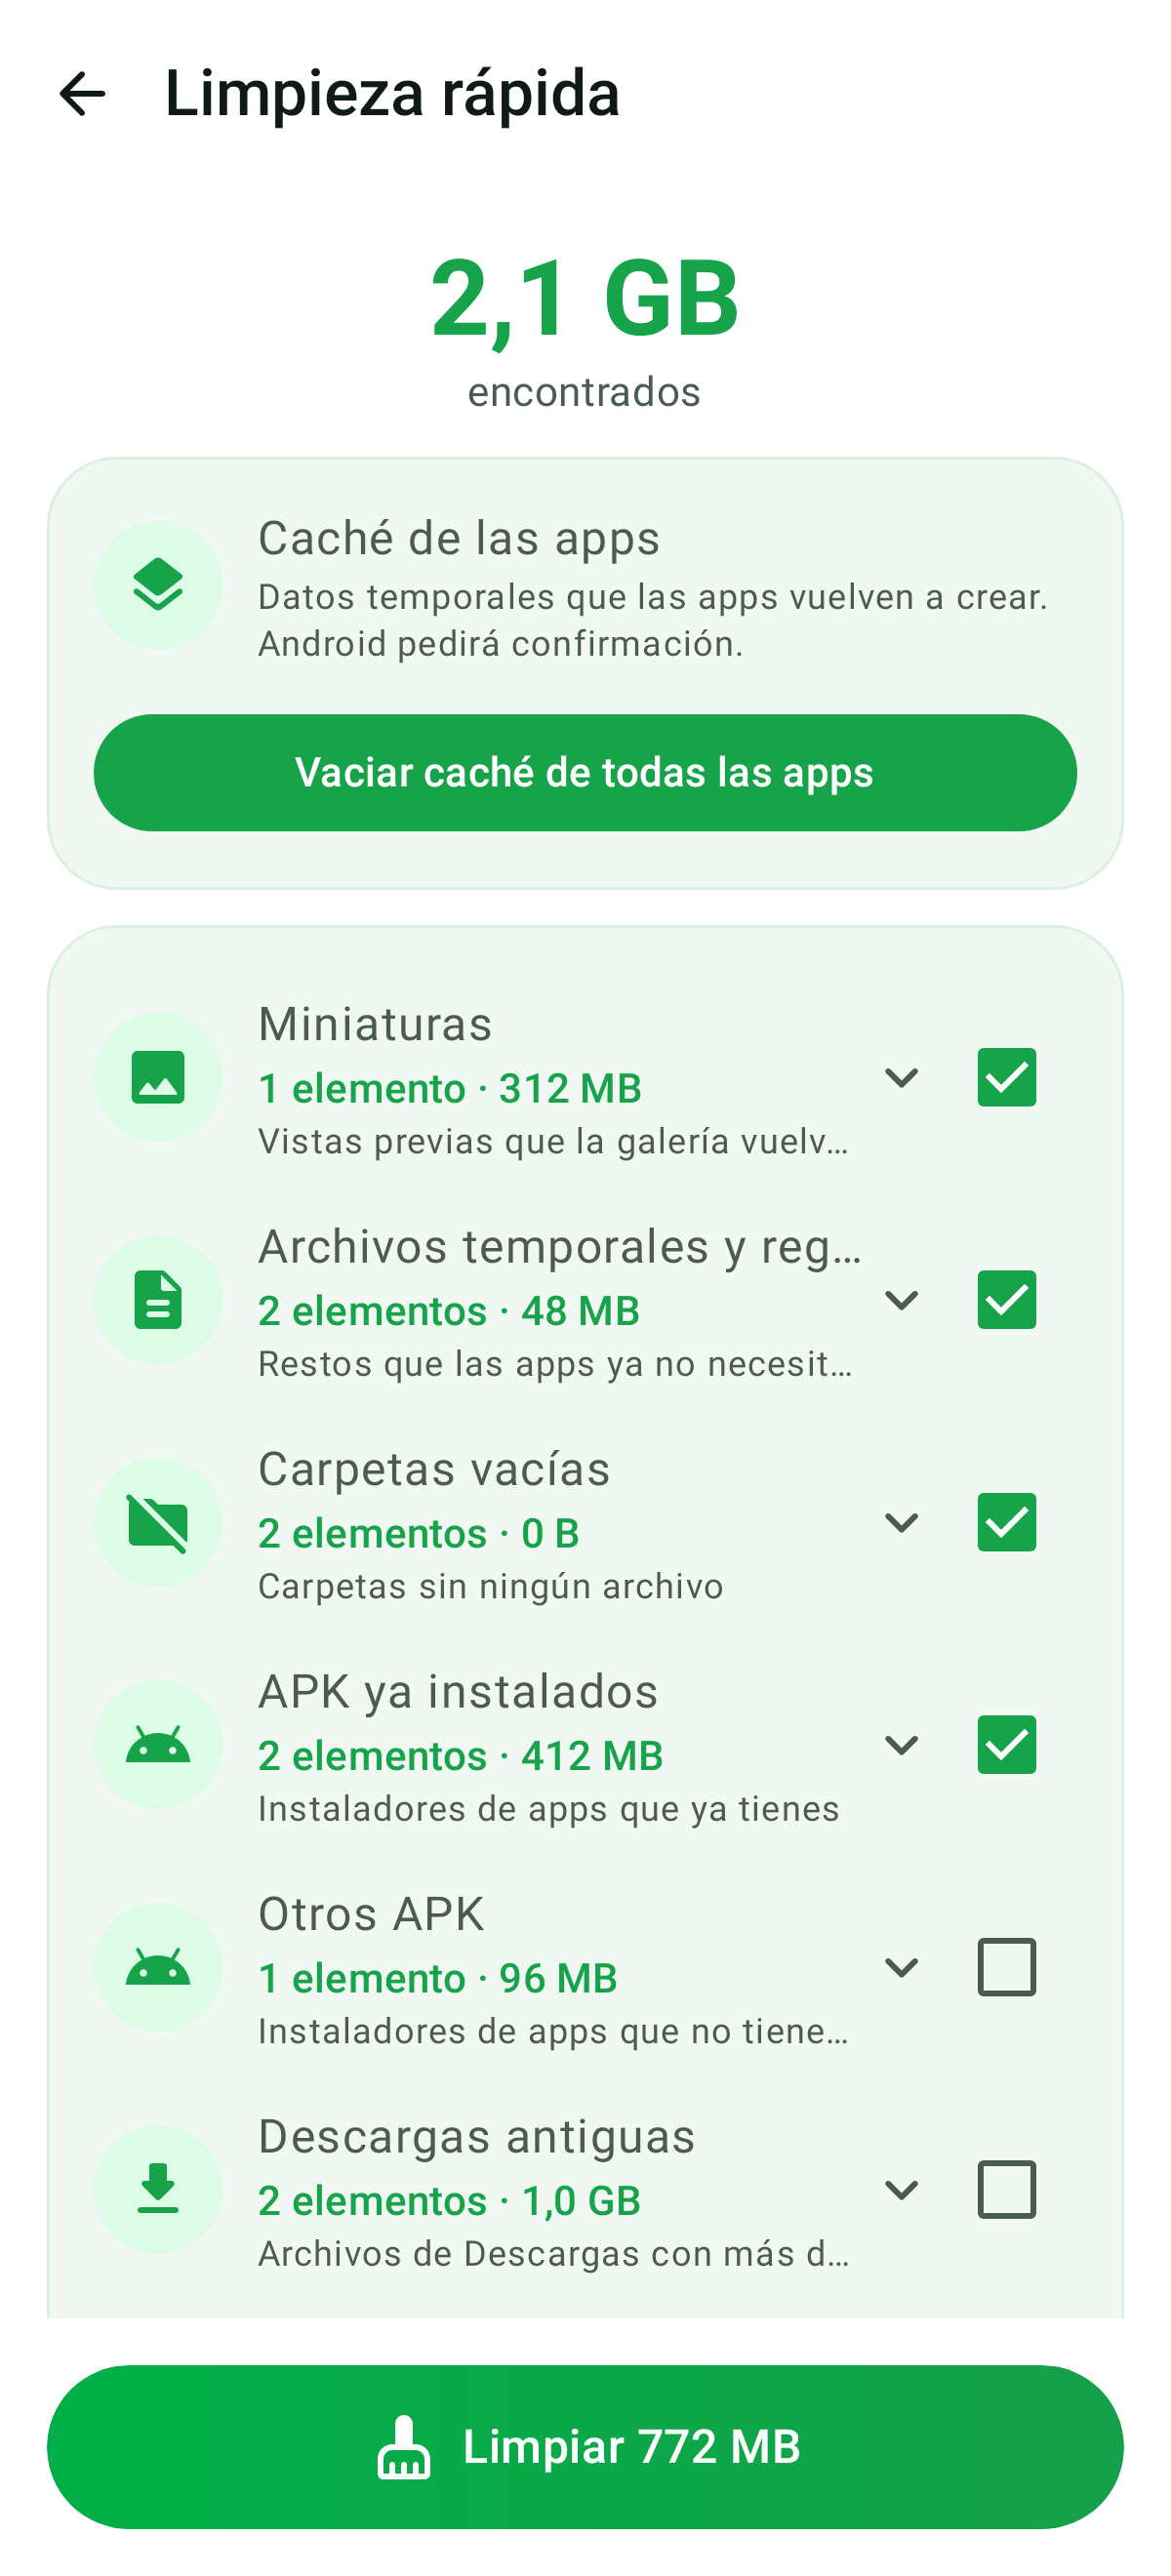 Limpieza rápida
2,1 GB
encontrados
Caché de las apps
Datos temporales que las apps vuelven a crear.
Android pedirá confirmación.
Vaciar caché de todas las apps
Miniaturas
1 elemento · 312 MB
Vistas previas que la galería vuelv…
Archivos temporales y reg…
2 elementos · 48 MB
Restos que las apps ya no necesit…
Carpetas vacías
2 elementos · 0 B
Carpetas sin ningún archivo
APK ya instalados
2 elementos · 412 MB
Instaladores de apps que ya tienes
Otros APK
1 elemento · 96 MB
Instaladores de apps que no tiene…
Descargas antiguas
2 elementos · 1,0 GB
Archivos de Descargas con más d…
Limpiar 772 MB